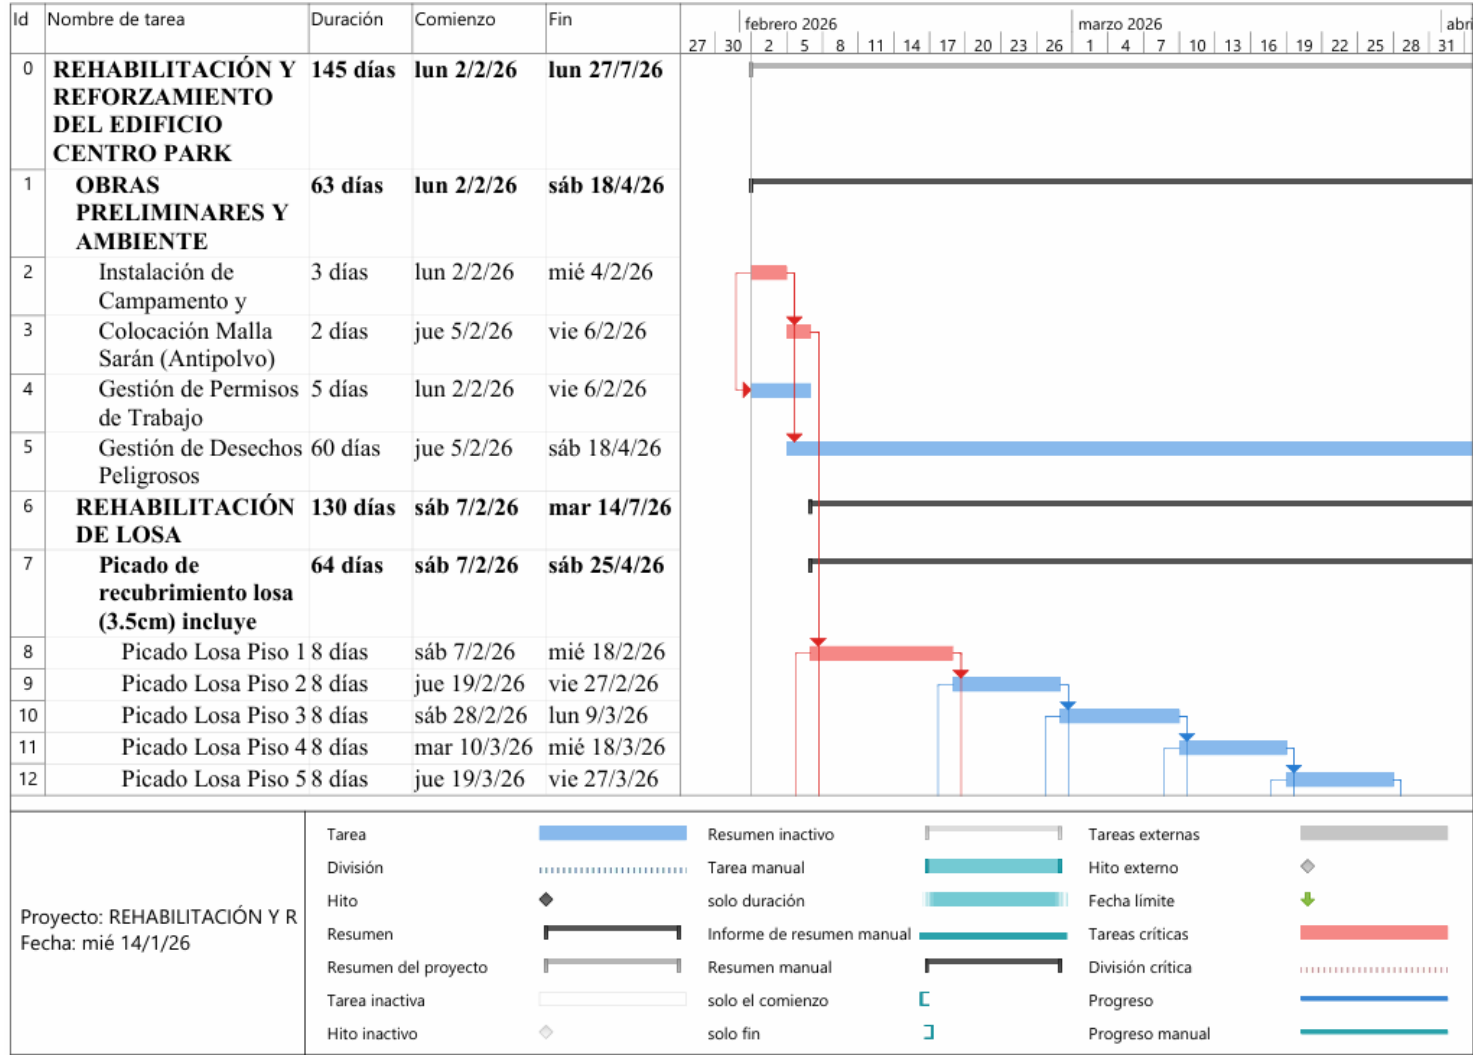 Id Nombre de tarea Duración Comienzo Fin
febrero 2026 marzo 2026 abri
27 30 2 5 8 11 14 17 20 23 26 1 4 7 10 13 16 19 22 25 28 31
0 REHABILITACIÓN Y 145 días lun 2/2/26 lun 27/7/26
REFORZAMIENTO
DEL EDIFICIO
CENTRO PARK
1 OBRAS 63 días lun 2/2/26 sáb 18/4/26
PRELIMINARES Y
AMBIENTE
2 Instalación de 3 días lun 2/2/26 mié 4/2/26
Campamento y
3 Colocación Malla 2 días jue 5/2/26 vie 6/2/26
Sarán (Antipolvo)
4 Gestión de Permisos 5 días lun 2/2/26 vie 6/2/26
de Trabajo
5 Gestión de Desechos 60 días jue 5/2/26 sáb 18/4/26
Peligrosos
6 REHABILITACIÓN 130 días sáb 7/2/26 mar 14/7/26
DE LOSA
7 Picado de 64 días sáb 7/2/26 sáb 25/4/26
recubrimiento losa
(3.5cm) incluye
8 Picado Losa Piso 1 8 días sáb 7/2/26 mié 18/2/26
9 Picado Losa Piso 2 8 días jue 19/2/26 vie 27/2/26
10 Picado Losa Piso 3 8 días sáb 28/2/26 lun 9/3/26
11 Picado Losa Piso 4 8 días mar 10/3/26 mié 18/3/26
12 Picado Losa Piso 5 8 días jue 19/3/26 vie 27/3/26
Proyecto: REHABILITACIÓN Y R
Fecha: mié 14/1/26
Tarea
División
Hito
Resumen
Resumen del proyecto
Tarea inactiva
Hito inactivo
Resumen inactivo
Tarea manual
solo duración
Informe de resumen manual
Resumen manual
solo el comienzo
solo fin
Tareas externas
Hito externo
Fecha límite
Tareas críticas
División crítica
Progreso
Progreso manual